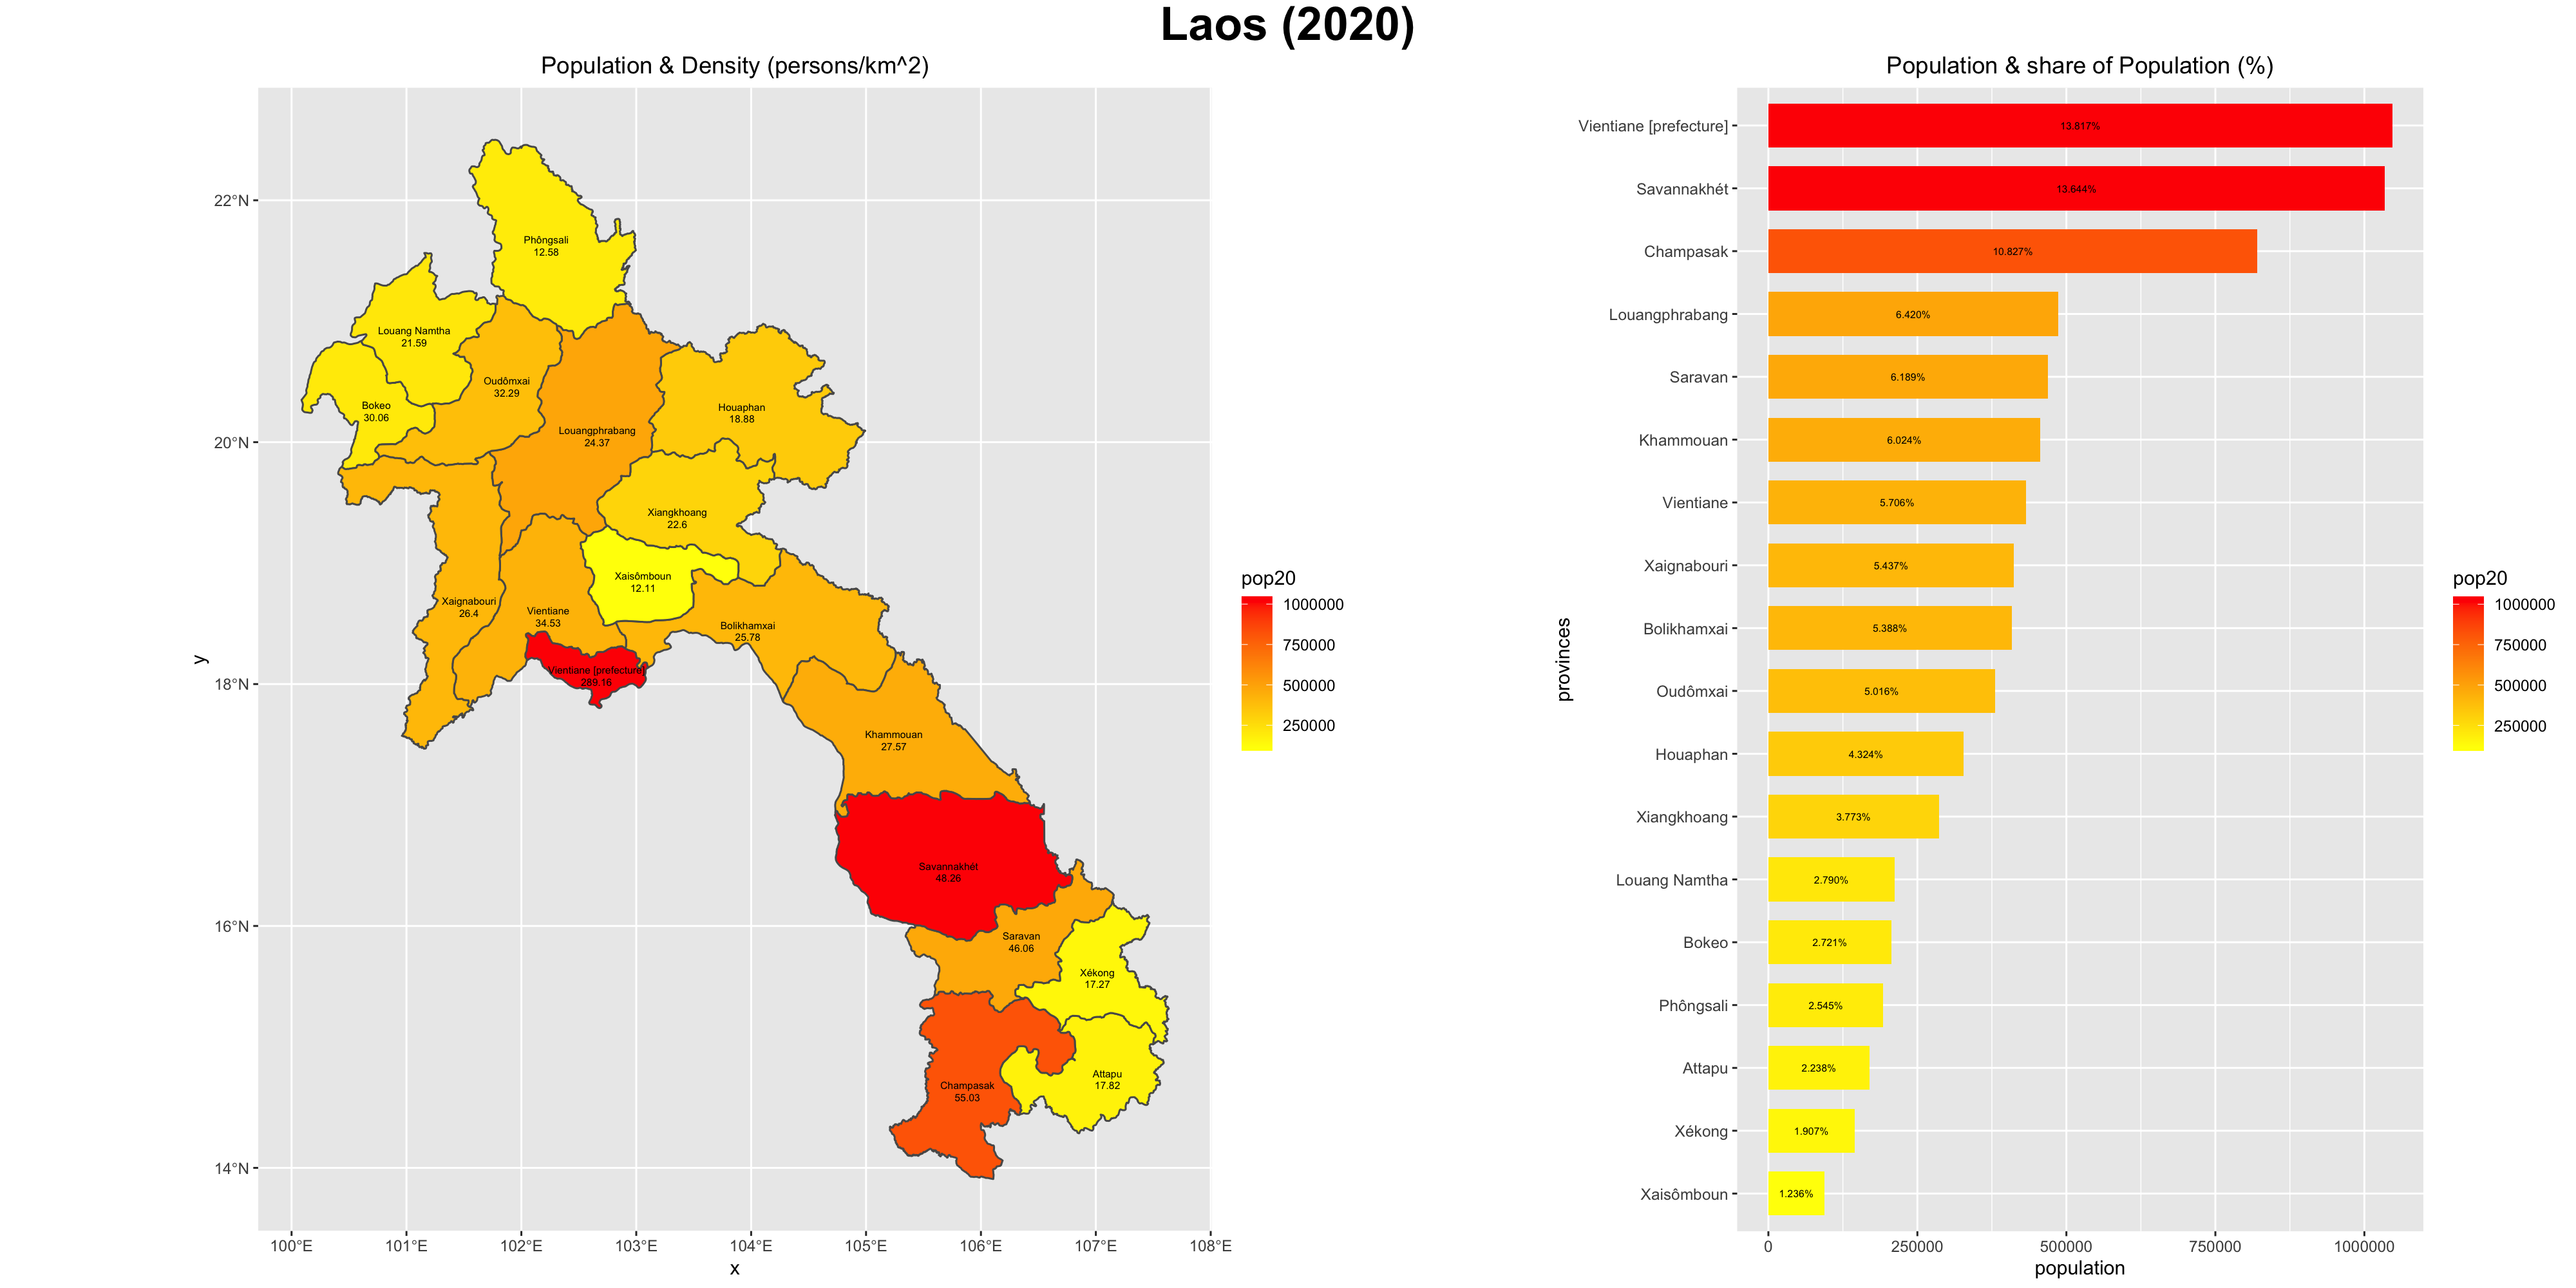 Laos (2020)
Population & Density (persons/km^2)
22°N
20°N
18°N
16°N
14°N
y
Phôngsali
12.58
Louang Namtha
21.59
Oudômxai
32.29
Bokeo
30.06
Houaphan
18.88
Louangphrabang
24.37
Xiangkhoang
22.6
Xaisômboun
12.11
Xaignabouri
26.4
Vientiane
34.53
Bolikhamxai
25.78
Vientiane [prefecture]
289.16
Khammouan
27.57
Savannakhét
48.26
Saravan
46.06
Xékong
17.27
Attapu
17.82
Champasak
55.03
100°E 101°E 102°E 103°E 104°E 105°E 106°E 107°E 108°E
x
pop20
1000000
750000
500000
250000
Population & share of Population (%)
provinces
Vientiane [prefecture] 13.817%
Savannakhét 13.644%
Champasak 10.827%
Louangphrabang 6.420%
Saravan 6.189%
Khammouan 6.024%
Vientiane 5.706%
Xaignabouri 5.437%
Bolikhamxai 5.388%
Oudômxai 5.016%
Houaphan 4.324%
Xiangkhoang 3.773%
Louang Namtha 2.790%
Bokeo 2.721%
Phôngsali 2.545%
Attapu 2.238%
Xékong 1.907%
Xaisômboun 1.236%
0 250000 500000 750000 1000000
population
pop20
1000000
750000
500000
250000